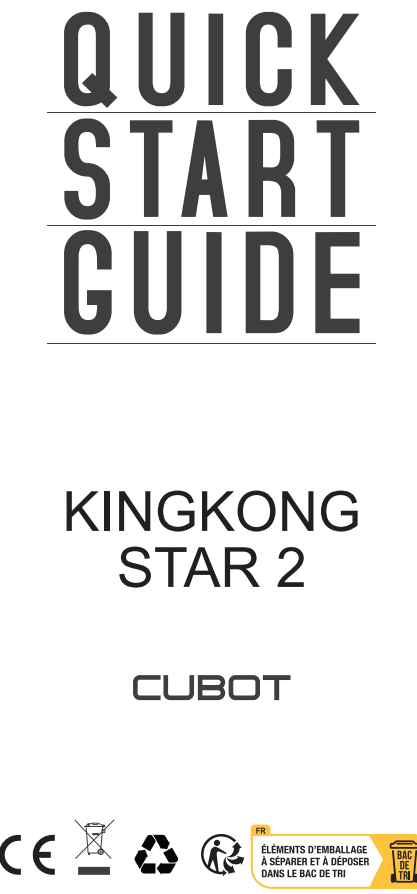 QUICK
START
GUIDE
KINGKONG
STAR 2
CUBOT
CE
FR
ÉLÉMENTS D'EMBALLAGE
À SÉPARER ET À DÉPOSER
DANS LE BAC DE TRI
BAC
DE
TRI